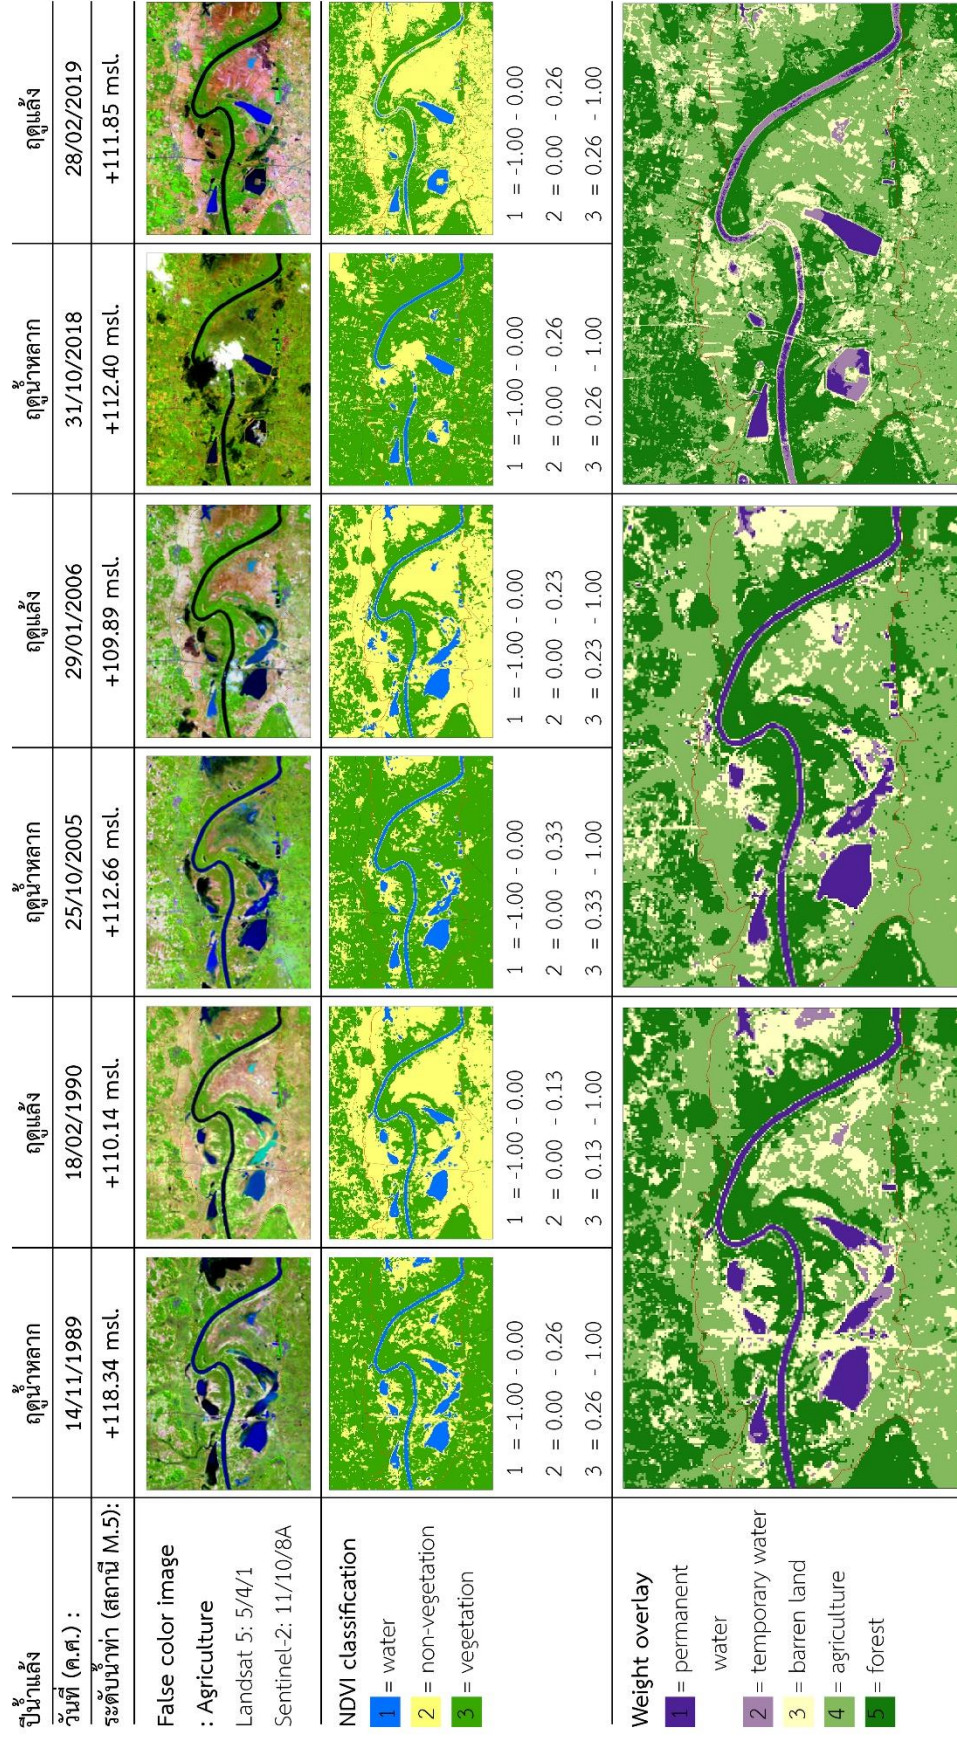 ปีน้ำแล้ง ฤดูน้ำหลาก ฤดูแล้ง ฤดูน้ำหลาก ฤดูแล้ง ฤดูน้ำหลาก ฤดูแล้ง
วันที่ (ค.ศ.) : 14/11/1989 18/02/1990 25/10/2005 29/01/2006 31/10/2018 28/02/2019
ระดับน้ำท่า (สถานี M.5): +118.34 msl. +110.14 msl. +112.66 msl. +109.89 msl. +112.40 msl. +111.85 msl.
False color image
: Agriculture
Landsat 5: 5/4/1
Sentinel-2: 11/10/8A
NDVI classification
1 = water
2 = non-vegetation
3 = vegetation
1 = -1.00 - 0.00 1 = -1.00 - 0.00 1 = -1.00 - 0.00 1 = -1.00 - 0.00 1 = -1.00 - 0.00 1 = -1.00 - 0.00
2 = 0.00 - 0.26 2 = 0.00 - 0.13 2 = 0.00 - 0.33 2 = 0.00 - 0.23 2 = 0.00 - 0.26 2 = 0.00 - 0.26
3 = 0.26 - 1.00 3 = 0.13 - 1.00 3 = 0.33 - 1.00 3 = 0.23 - 1.00 3 = 0.26 - 1.00 3 = 0.26 - 1.00
Weight overlay
1 = permanent
water
2 = temporary water
3 = barren land
4 = agriculture
5 = forest